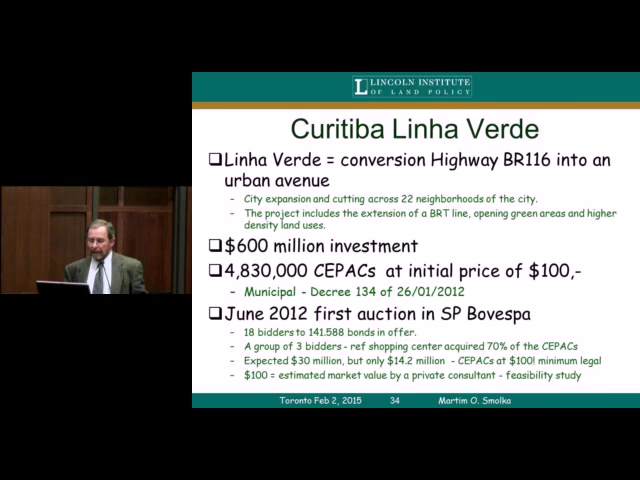 LINCOLN INSTITUTE
OF LAND POLICY
Curitiba Linha Verde
❑Linha Verde = conversion Highway BR116 into an
urban avenue
- City expansion and cutting across 22 neighborhoods of the city.
- The project includes the extension of a BRT line, opening green areas and higher
density land uses.
❑$600 million investment
❑4,830,000 CEPACs at initial price of $100,-
- Municipal - Decree 134 of 26/01/2012
❑June 2012 first auction in SP Bovespa
- 18 bidders to 141.588 bonds in offer.
- A group of 3 bidders - ref shopping center acquired 70% of the CEPACs
- Expected $30 million, but only $14.2 million - CEPACs at $100! minimum legal
- $100 = estimated market value by a private consultant - feasibility study
Toronto Feb 2, 2015 34 Martim O. Smolka